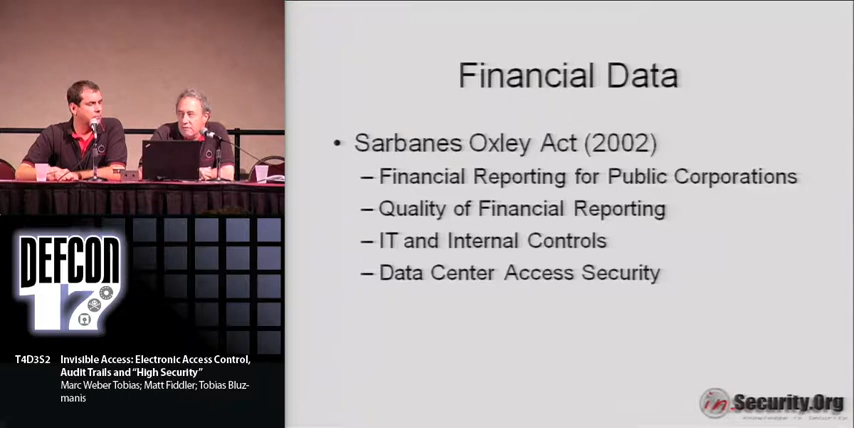 Financial Data
• Sarbanes Oxley Act (2002)
– Financial Reporting for Public Corporations
– Quality of Financial Reporting
– IT and Internal Controls
– Data Center Access Security
DEFCON
17
T4D3S2 Invisible Access: Electronic Access Control,
Audit Trails and “High Security”
Marc Weber Tobias; Matt Fiddler; Tobias Bluz-
manis
in.Security.Org